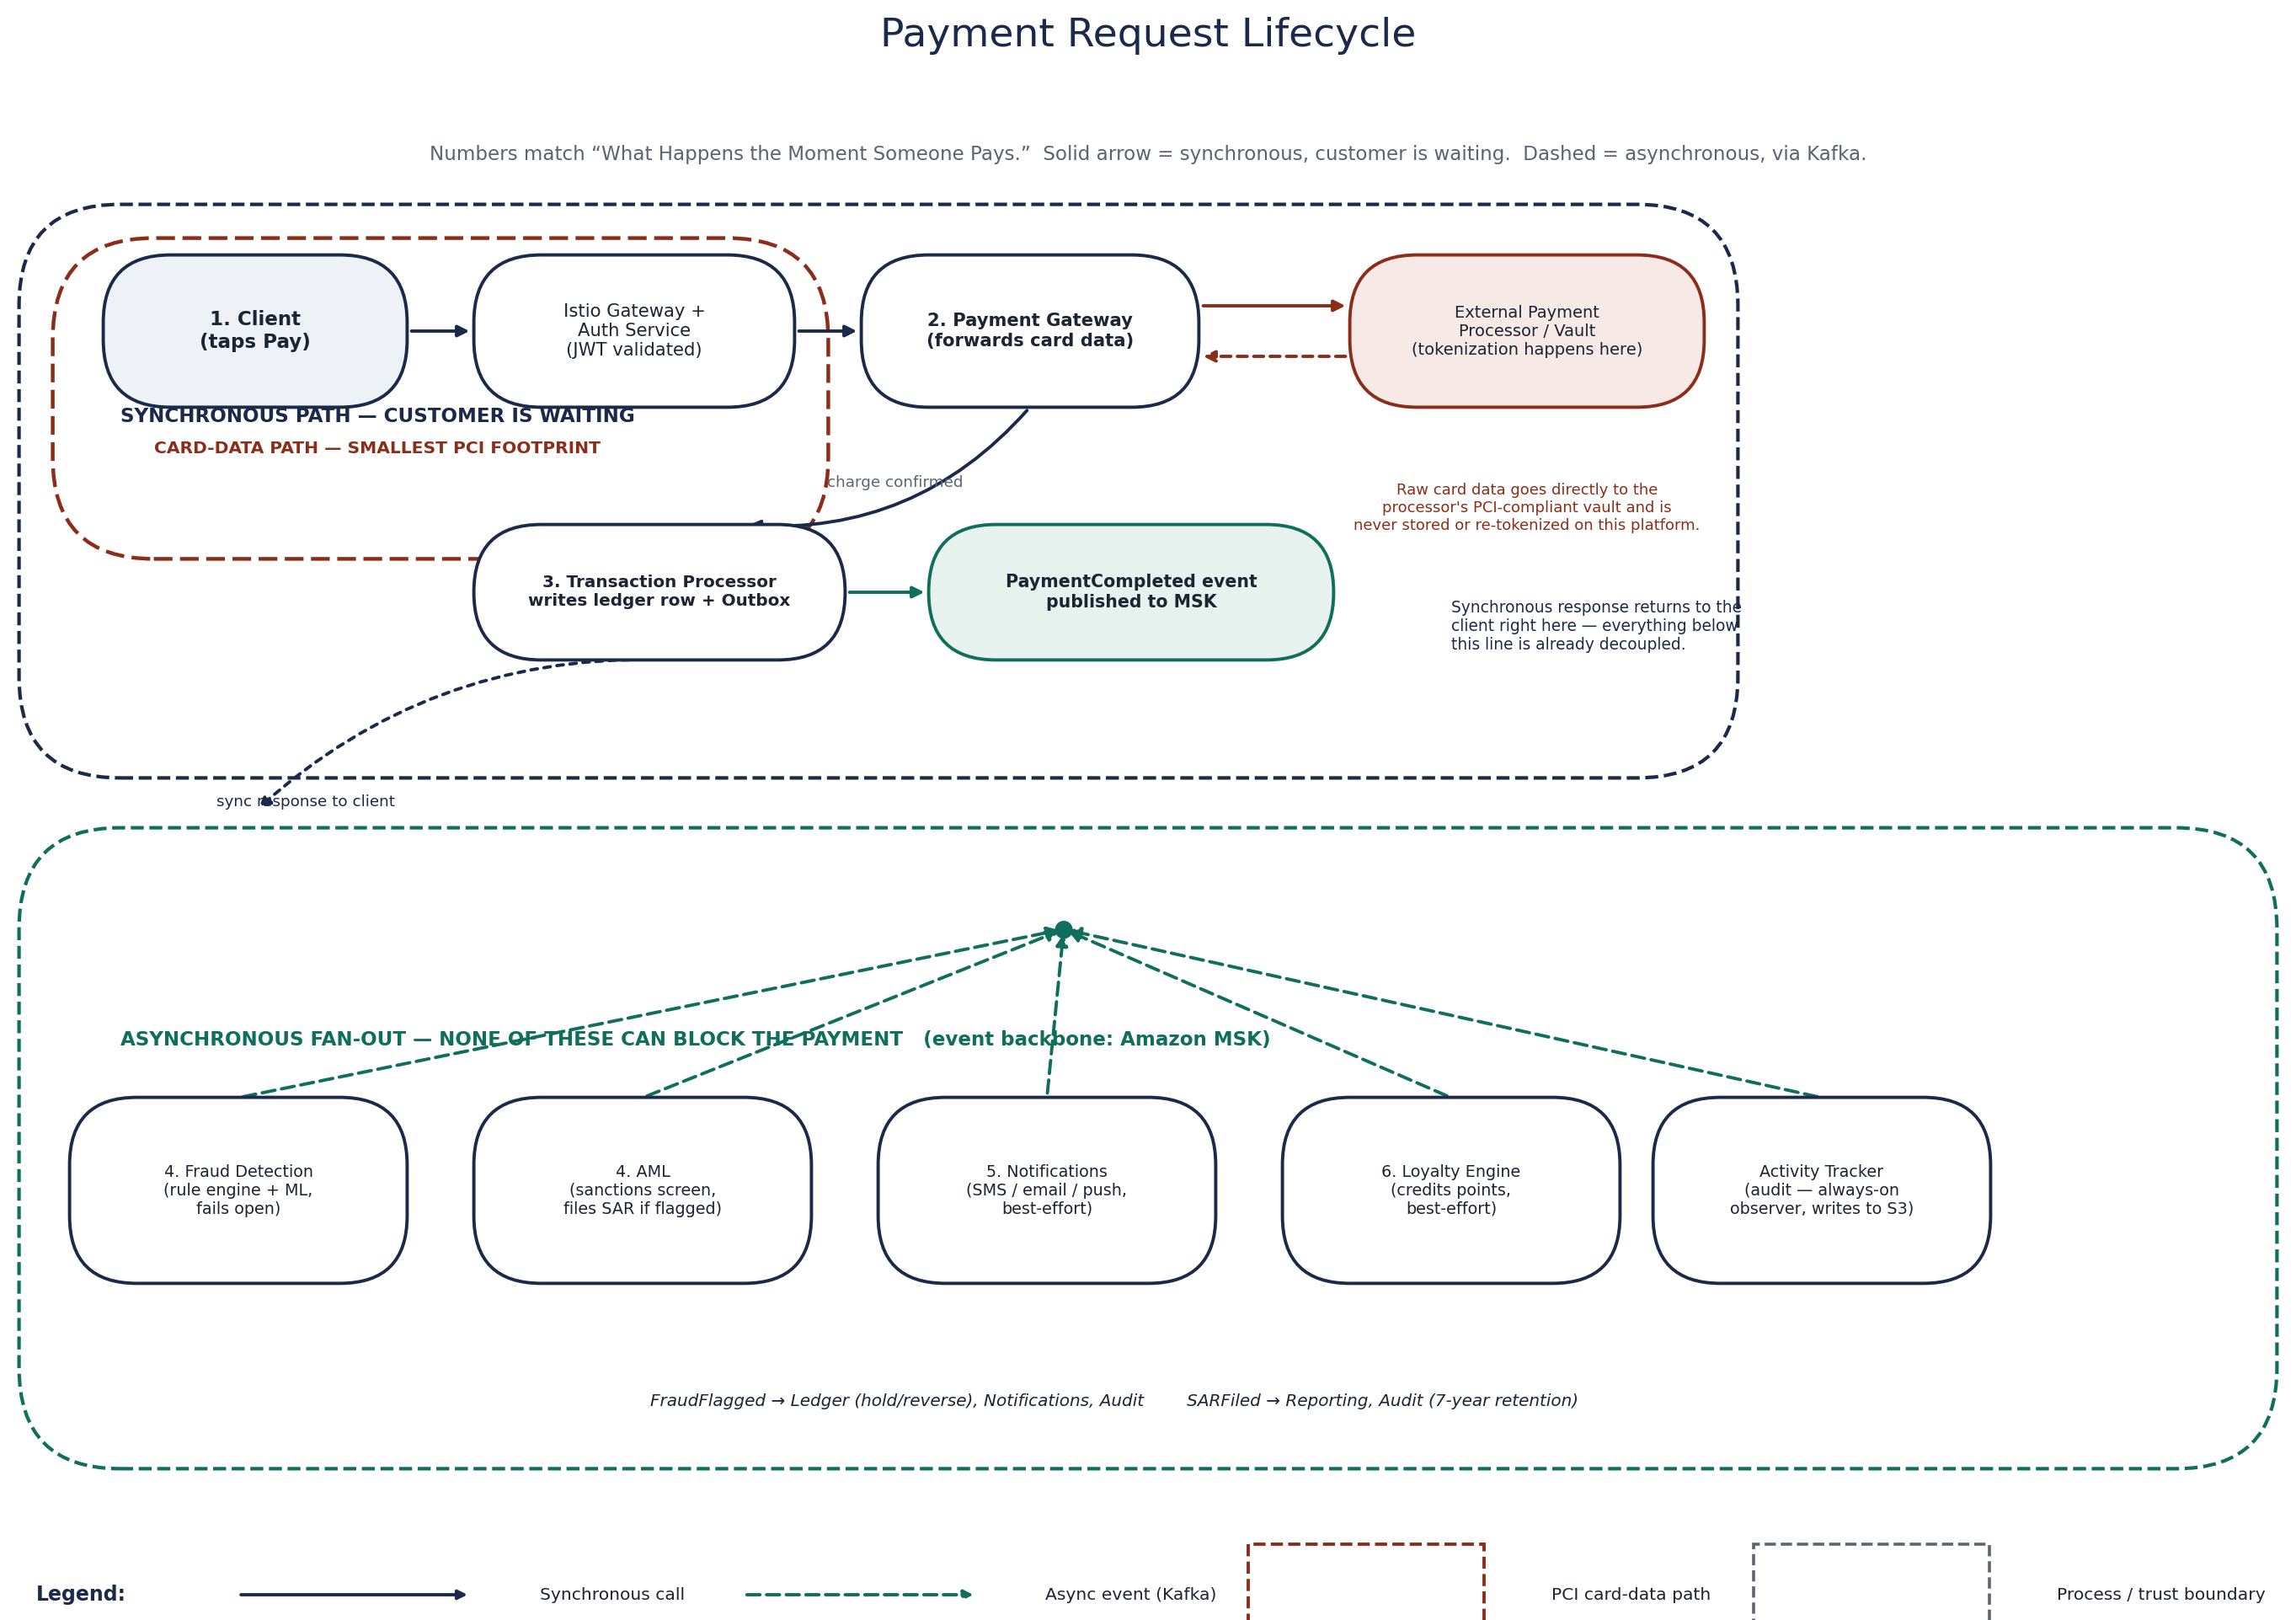 Payment Request Lifecycle
Numbers match “What Happens the Moment Someone Pays.”  Solid arrow = synchronous, customer is waiting.  Dashed = asynchronous, via Kafka.
1. Client
(taps Pay)
Istio Gateway +
Auth Service
(JWT validated)
2. Payment Gateway
(forwards card data)
External Payment
Processor / Vault
(tokenization happens here)
SYNCHRONOUS PATH — CUSTOMER IS WAITING
CARD-DATA PATH — SMALLEST PCI FOOTPRINT
charge confirmed
Raw card data goes directly to the
processor's PCI-compliant vault and is
never stored or re-tokenized on this platform.
3. Transaction Processor
writes ledger row + Outbox
PaymentCompleted event
published to MSK
Synchronous response returns to the
client right here — everything below
this line is already decoupled.
sync response to client
ASYNCHRONOUS FAN-OUT — NONE OF THESE CAN BLOCK THE PAYMENT   (event backbone: Amazon MSK)
4. Fraud Detection
(rule engine + ML,
fails open)
4. AML
(sanctions screen,
files SAR if flagged)
5. Notifications
(SMS / email / push,
best-effort)
6. Loyalty Engine
(credits points,
best-effort)
Activity Tracker
(audit — always-on
observer, writes to S3)
FraudFlagged → Ledger (hold/reverse), Notifications, Audit        SARFiled → Reporting, Audit (7-year retention)
Legend:
Synchronous call
Async event (Kafka)
PCI card-data path
Process / trust boundary